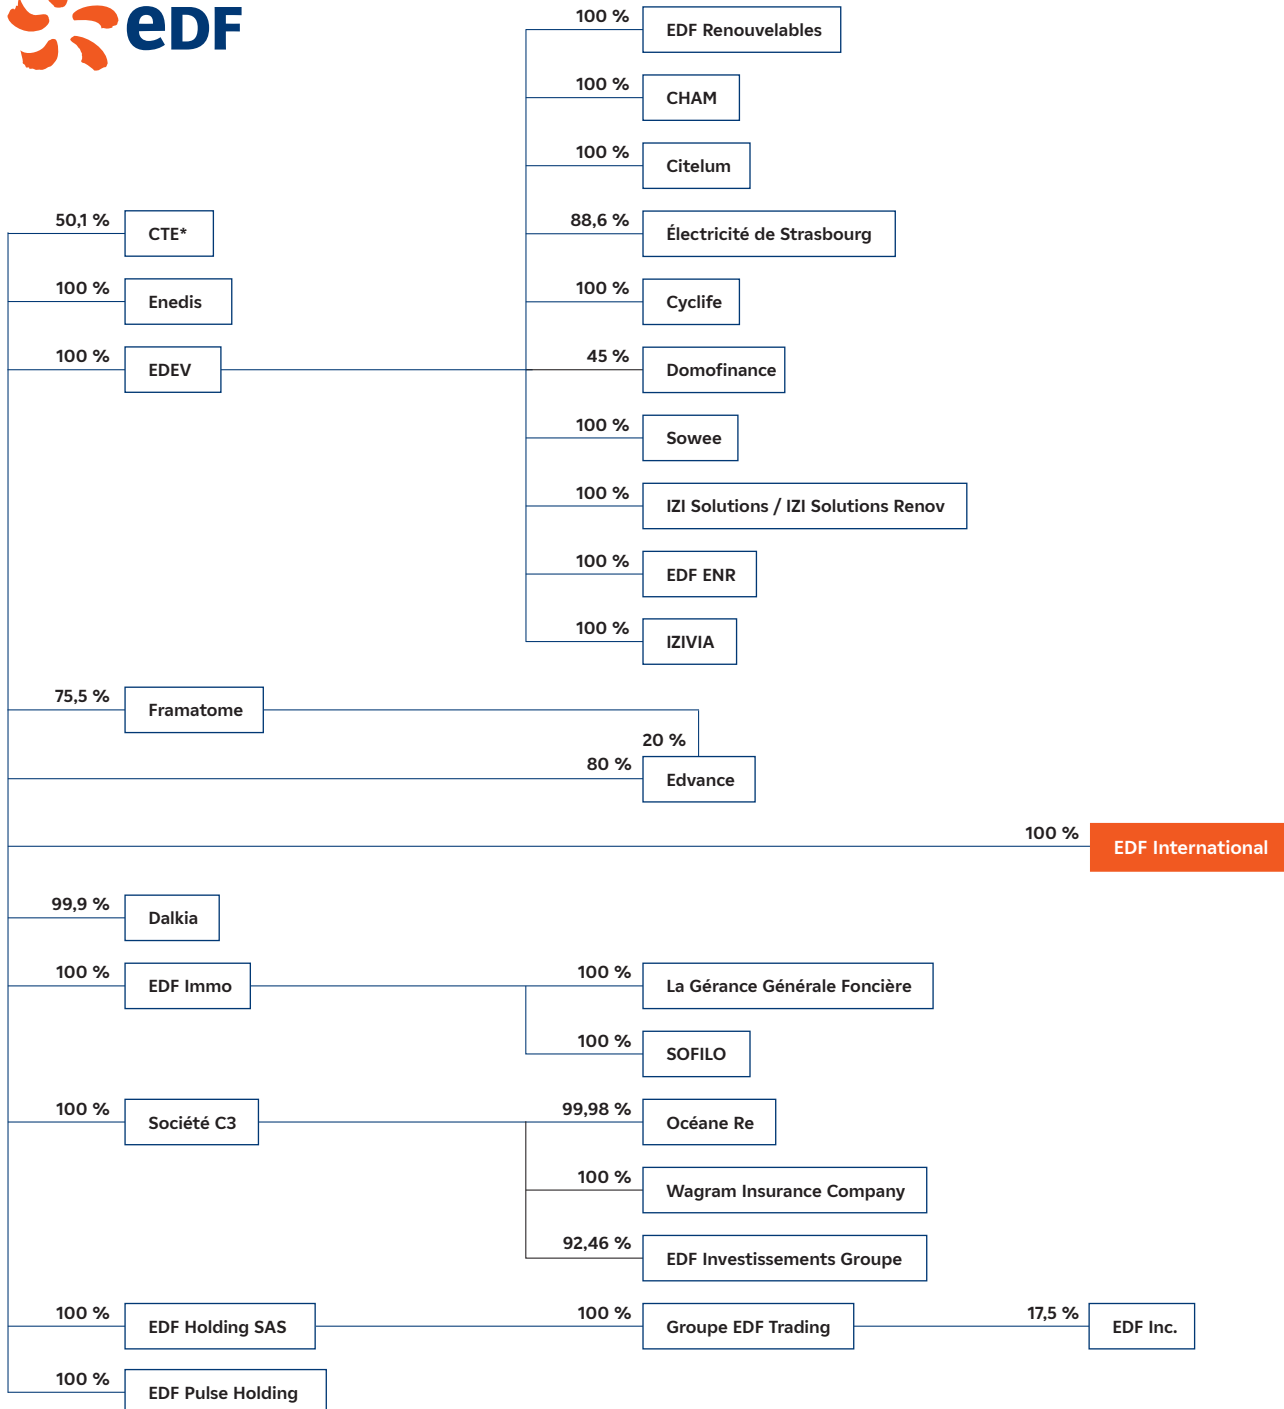 eDF
100 %
EDF Renouvelables
100 %
CHAM
100 %
Citelum
50,1 %
CTE*
88,6 %
Électricité de Strasbourg
100 %
Enedis
100 %
Cyclife
100 %
EDEV
45 %
Domofinance
100 %
Sowee
100 %
IZI Solutions / IZI Solutions Renov
100 %
EDF ENR
100 %
IZIVIA
75,5 %
Framatome
20 %
80 %
Edvance
100 %
EDF International
99,9 %
Dalkia
100 %
EDF Immo
100 %
La Gérance Générale Foncière
100 %
SOFILO
100 %
Société C3
99,98 %
Océane Re
100 %
Wagram Insurance Company
92,46 %
EDF Investissements Groupe
100 %
EDF Holding SAS
100 %
Groupe EDF Trading
17,5 %
EDF Inc.
100 %
EDF Pulse Holding